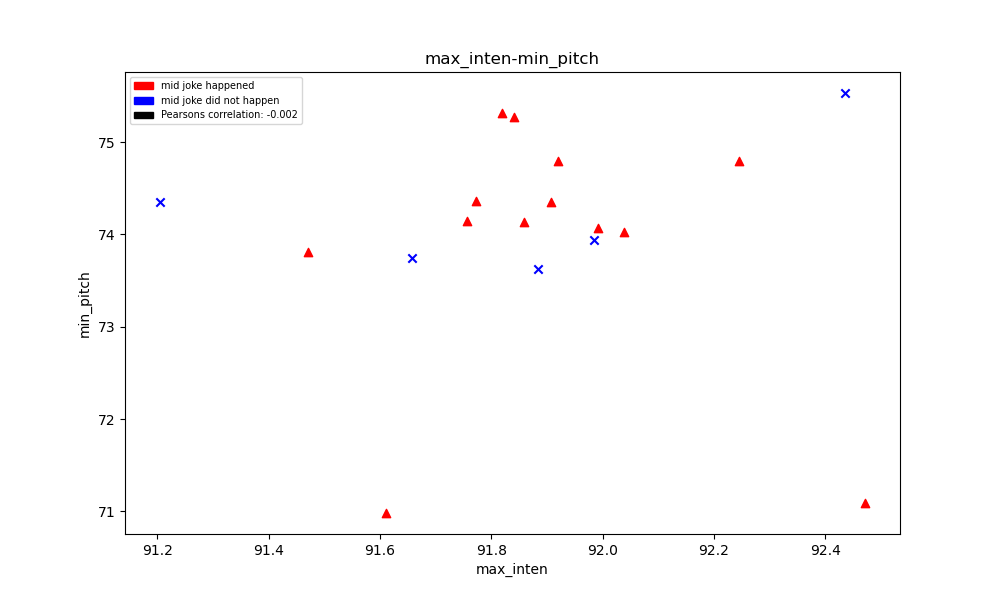 max_inten-min_pitch
mid joke happened
mid joke did not happen
Pearsons correlation: -0.002
75
74
73
72
71
min_pitch
91.2 91.4 91.6 91.8 92.0 92.2 92.4
max_inten